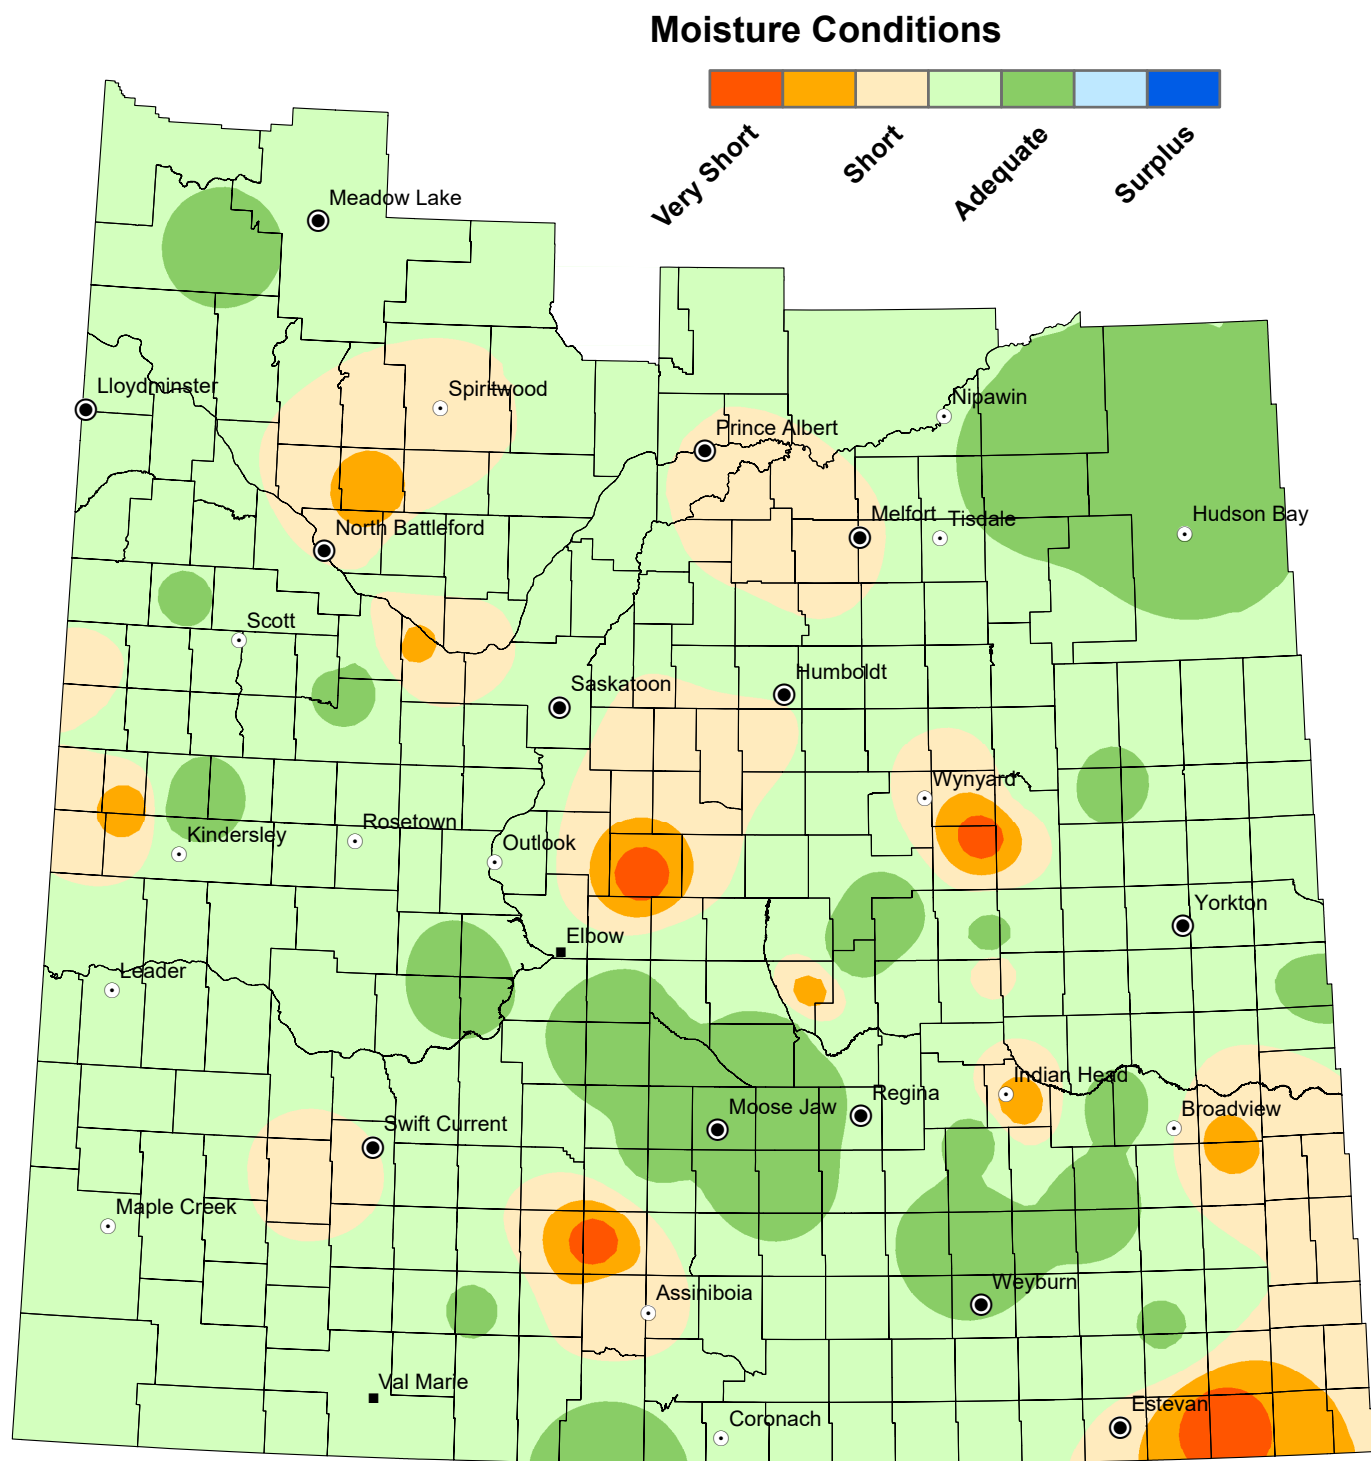 Moisture Conditions
Very Short
Short
Adequate
Surplus
Meadow Lake
Lloydminster
Spiritwood
Nipawin
Prince Albert
Melfort
Tisdale
Hudson Bay
North Battleford
Scott
Saskatoon
Humboldt
Wynyard
Kindersley
Rosetown
Outlook
Yorkton
Elbow
Leader
Indian Head
Regina
Moose Jaw
Broadview
Swift Current
Maple Creek
Weyburn
Assiniboia
Val Marie
Estevan
Coronach